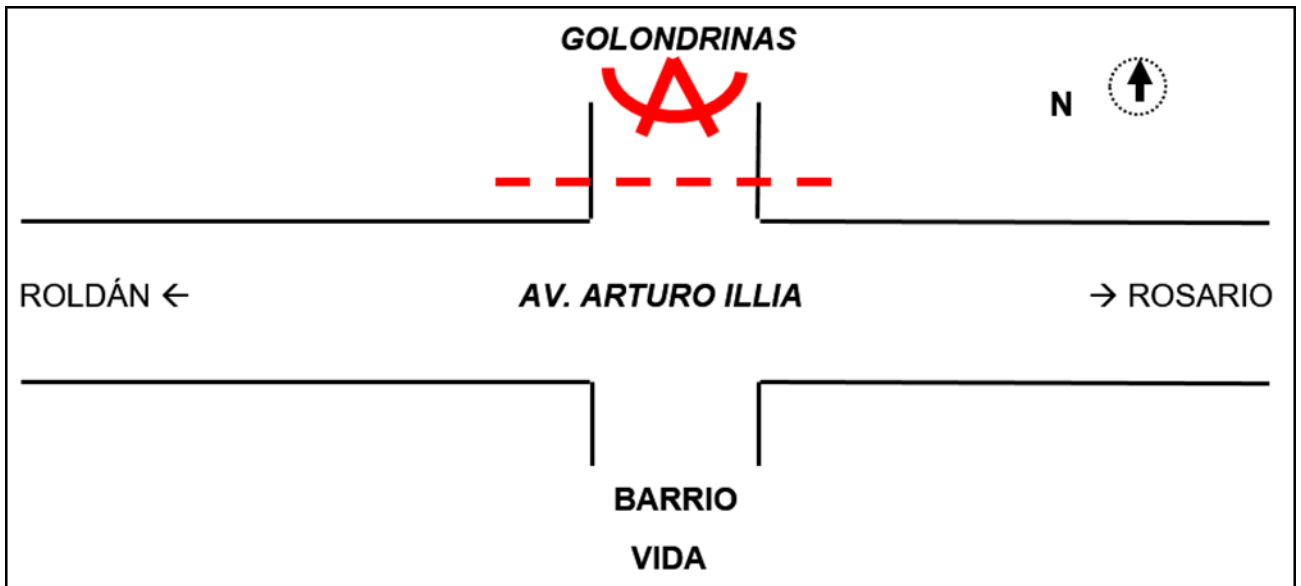 GOLONDRINAS
N
ROLDÁN ← AV. ARTURO ILLIA → ROSARIO
BARRIO
VIDA